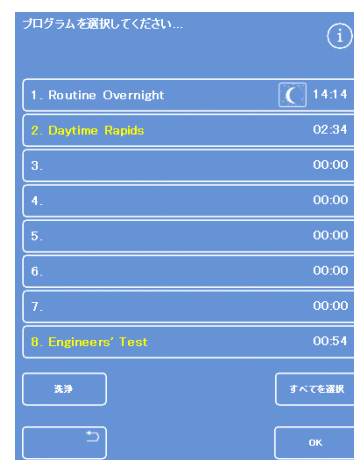 プログラムを選択してください...
i
1. Routine Overnight 14:14
2. Daytime Rapids 02:34
3. 00:00
4. 00:00
5. 00:00
6. 00:00
7. 00:00
8. Engineers' Test 00:54
洗浄 すべてを選択
OK